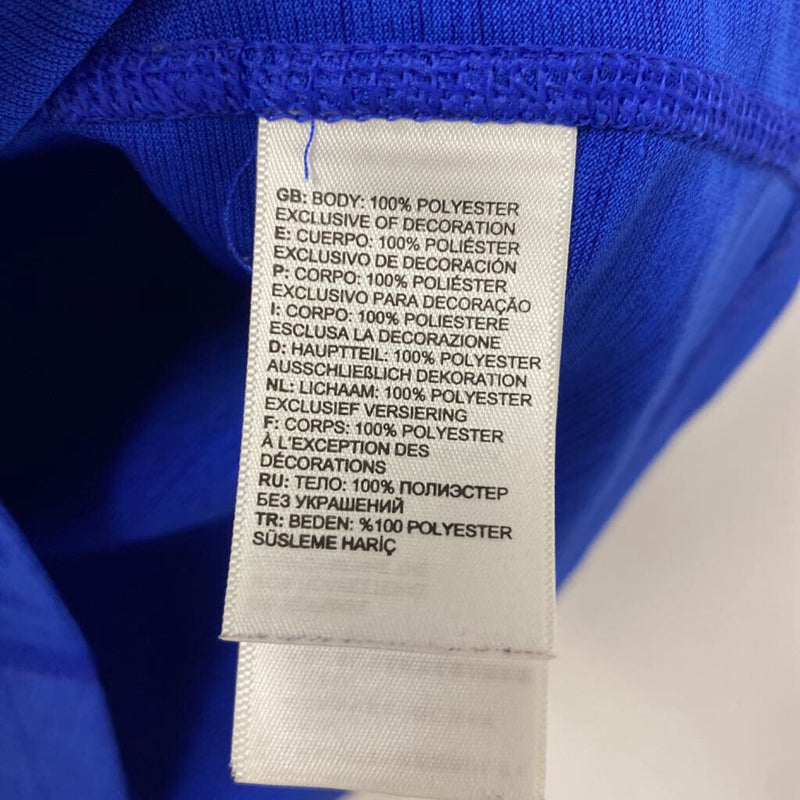 GB: BODY: 100% POLYESTER
EXCLUSIVE OF DECORATION
E: CUERPO: 100% POLIÉSTER
EXCLUSIVO DE DECORACIÓN
P: CORPO: 100% POLIÉSTER
EXCLUSIVO PARA DECORAÇÃO
I: CORPO: 100% POLIESTERE
ESCLUSA LA DECORAZIONE
D: HAUPTTEIL: 100% POLYESTER
AUSSCHLIEßLICH DEKORATION
NL: LICHAAM: 100% POLYESTER
EXCLUSIEF VERSIERING
F: CORPS: 100% POLYESTER
À L'EXCEPTION DES
DÉCORATIONS
RU: ТЕЛО: 100% ПОЛИЭСТЕР
БЕЗ УКРАШЕНИЙ
TR: BEDEN: %100 POLYESTER
SÜSLEME HARİÇ